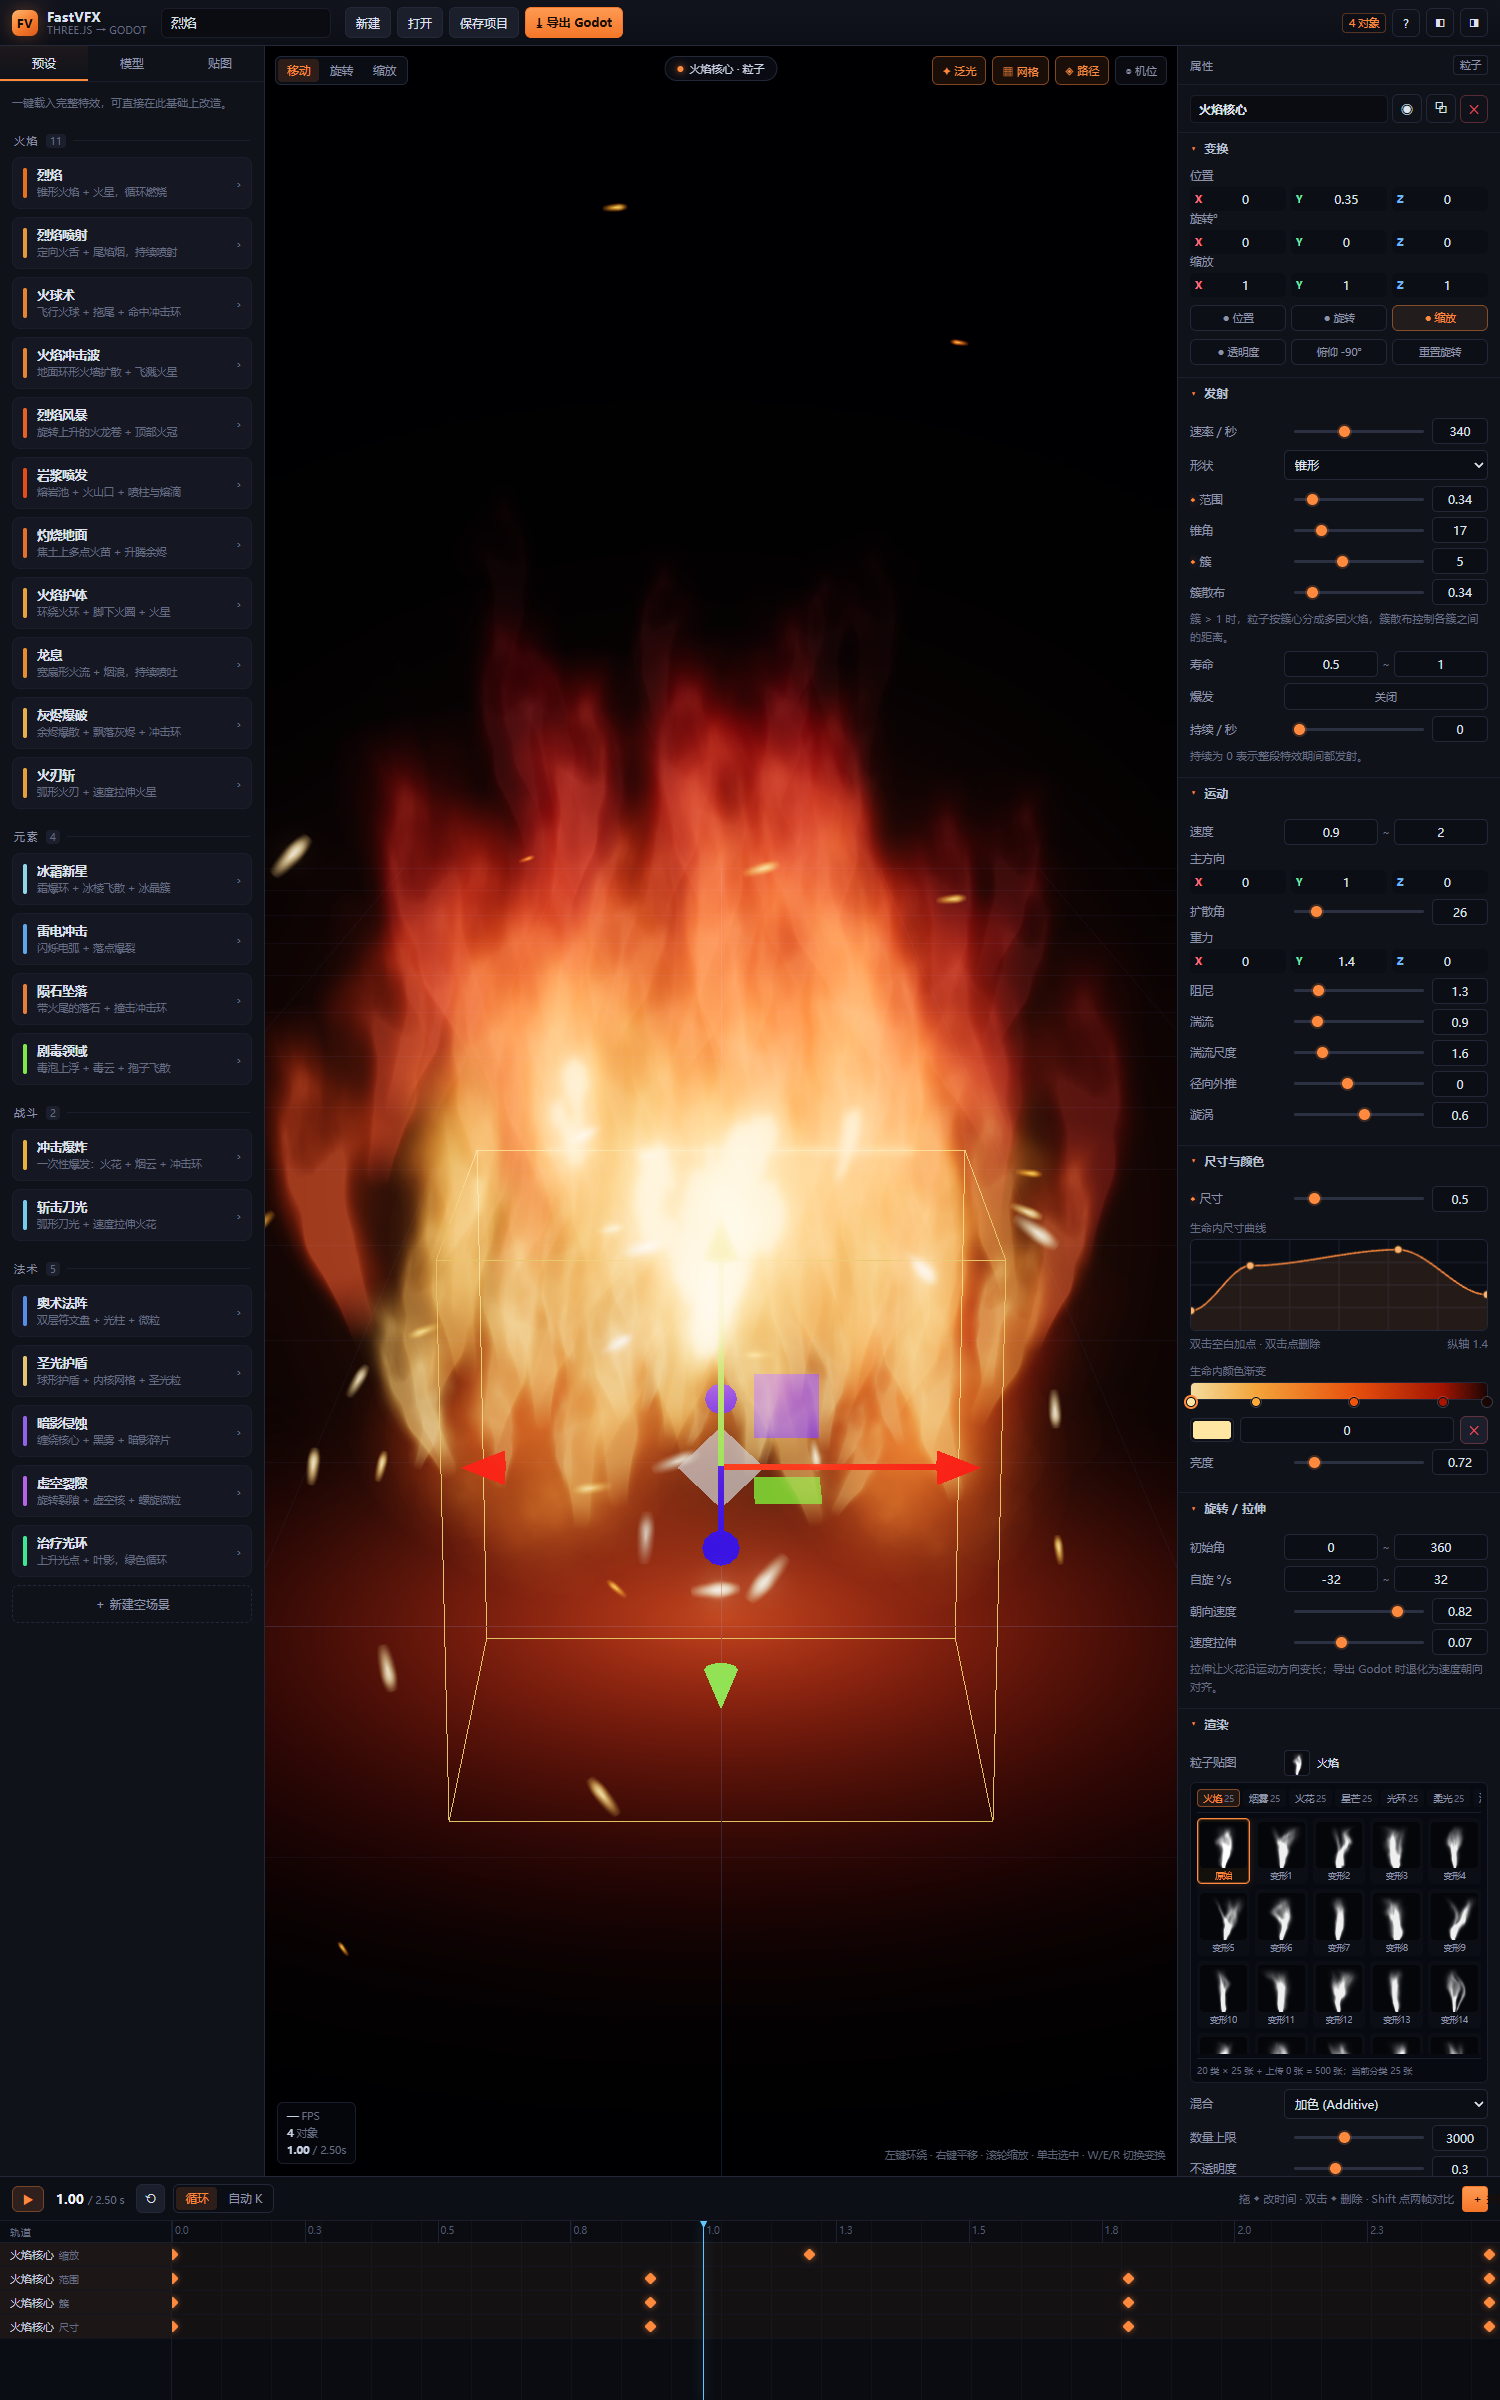 FV
FastVFX
THREE.JS → GODOT
烈焰
新建
打开
保存项目
⤓ 导出 Godot
4 对象
?
预设
模型
贴图
一键载入完整特效，可直接在此基础上改造。
火焰 11
烈焰
锥形火焰 + 火星，循环燃烧
烈焰喷射
定向火舌 + 尾焰烟，持续喷射
火球术
飞行火球 + 拖尾 + 命中冲击环
火焰冲击波
地面环形火墙扩散 + 飞溅火星
烈焰风暴
旋转上升的火龙卷 + 顶部火冠
岩浆喷发
熔岩池 + 火山口 + 喷柱与熔滴
灼烧地面
焦土上多点火苗 + 升腾余烬
火焰护体
环绕火环 + 脚下火圈 + 火星
龙息
宽扇形火流 + 烟浪，持续喷吐
灰烬爆破
余烬爆散 + 飘落灰烬 + 冲击环
火刃斩
弧形火刃 + 速度拉伸火星
元素 4
冰霜新星
霜爆环 + 冰棱飞散 + 冰晶簇
雷电冲击
闪烁电弧 + 落点爆裂
陨石坠落
带火尾的落石 + 撞击冲击环
剧毒领域
毒泡上浮 + 毒云 + 孢子飞散
战斗 2
冲击爆炸
一次性爆发：火花 + 烟云 + 冲击环
斩击刀光
弧形刀光 + 速度拉伸火花
法术 5
奥术法阵
双层符文盘 + 光柱 + 微粒
圣光护盾
球形护盾 + 内核网格 + 圣光粒
暗影侵蚀
缠绕核心 + 黑雾 + 暗影碎片
虚空裂隙
旋转裂隙 + 虚空核 + 螺旋微粒
治疗光环
上升光点 + 叶影，绿色循环
+ 新建空场景
移动
旋转
缩放
火焰核心 · 粒子
✦ 泛光
▦ 网格
◈ 路径
机位
— FPS
4 对象
1.00 / 2.50s
左键环绕 · 右键平移 · 滚轮缩放 · 单击选中 · W/E/R 切换变换
属性
粒子
火焰核心
变换
位置
X 0 Y 0.35 Z 0
旋转°
X 0 Y 0 Z 0
缩放
X 1 Y 1 Z 1
● 位置
● 旋转
● 缩放
● 透明度
俯仰 -90°
重置旋转
发射
速率 / 秒 340
形状 锥形
范围 0.34
锥角 17
簇 5
簇散布 0.34
簇 > 1 时，粒子按簇心分成多团火焰，簇散布控制各簇之间
的距离。
寿命 0.5 ~ 1
爆发 关闭
持续 / 秒 0
持续为 0 表示整段特效期间都发射。
运动
速度 0.9 ~ 2
主方向
X 0 Y 1 Z 0
扩散角 26
重力
X 0 Y 1.4 Z 0
阻尼 1.3
湍流 0.9
湍流尺度 1.6
径向外推 0
漩涡 0.6
尺寸与颜色
尺寸 0.5
生命内尺寸曲线
双击空白加点 · 双击点删除 纵轴 1.4
生命内颜色渐变
0
亮度 0.72
旋转 / 拉伸
初始角 0 ~ 360
自旋 °/s -32 ~ 32
朝向速度 0.82
速度拉伸 0.07
拉伸让火花沿运动方向变长；导出 Godot 时退化为速度朝向
对齐。
渲染
粒子贴图 火焰
火焰 25 烟雾 25 火花 25 星芒 25 光环 25 柔光 25
原始 变形1 变形2 变形3 变形4
变形5 变形6 变形7 变形8 变形9
变形10 变形11 变形12 变形13 变形14
20 类 × 25 张 + 上传 0 张 = 500 张；当前分类 25 张
混合 加色 (Additive)
数量上限 3000
不透明度 0.3
1.00 / 2.50 s
循环
自动 K
拖 ◆ 改时间 · 双击 ◆ 删除 · Shift 点两帧对比
+
轨道
0.0 0.3 0.5 0.8 1.0 1.3 1.5 1.8 2.0 2.3
火焰核心 缩放
火焰核心 范围
火焰核心 簇
火焰核心 尺寸